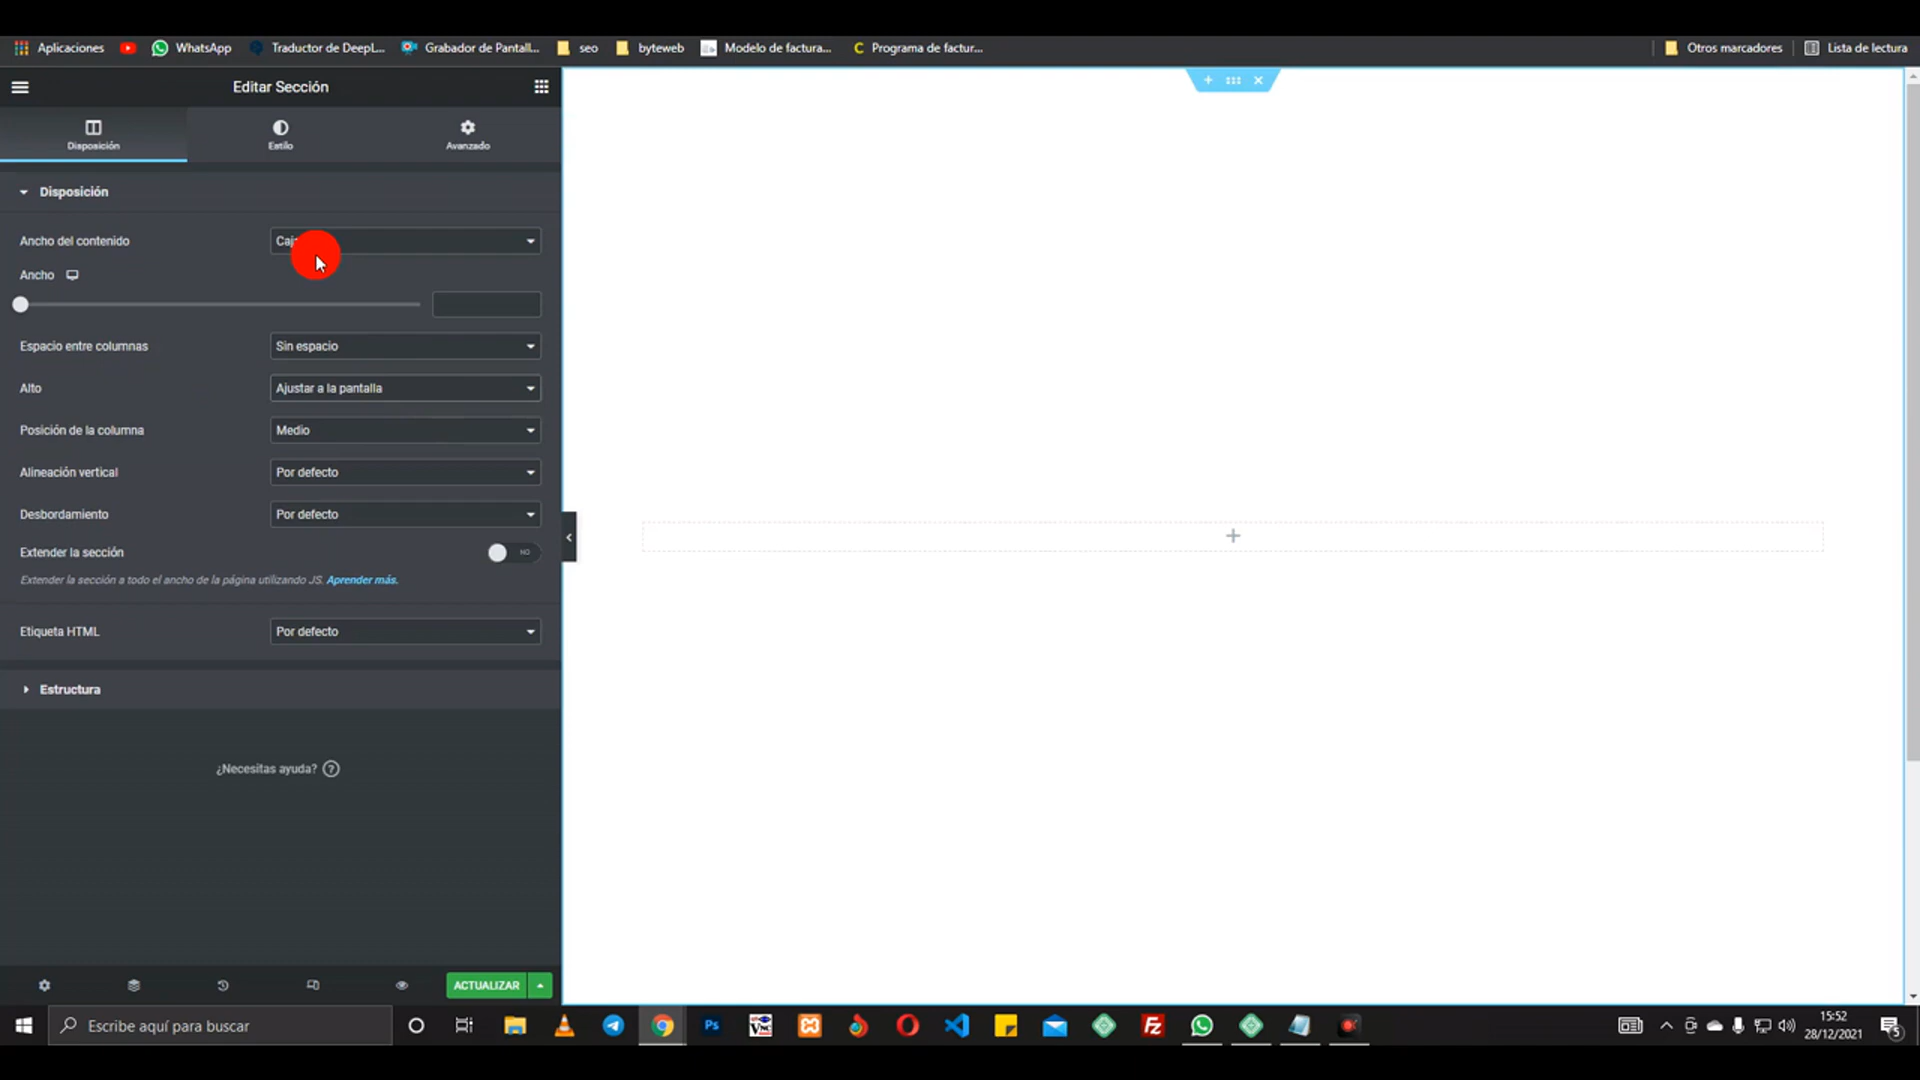 Aplicaciones WhatsApp Traductor de DeepL... Grabador de Pantall... seo byteweb Modelo de factura... Programa de factur... Otros marcadores Lista de lectura
Editar Sección
Disposición Estilo Avanzado
Disposición
Ancho del contenido
Ancho
Espacio entre columnas Sin espacio
Alto Ajustar a la pantalla
Posición de la columna Medio
Alineación vertical Por defecto
Desbordamiento Por defecto
Extender la sección NO
Extender la sección a todo el ancho de la página utilizando JS. Aprender más.
Etiqueta HTML Por defecto
Estructura
¿Necesitas ayuda? ?
ACTUALIZAR
Escribe aquí para buscar
Ps
VNC
Fz
15:52
28/12/2021
5